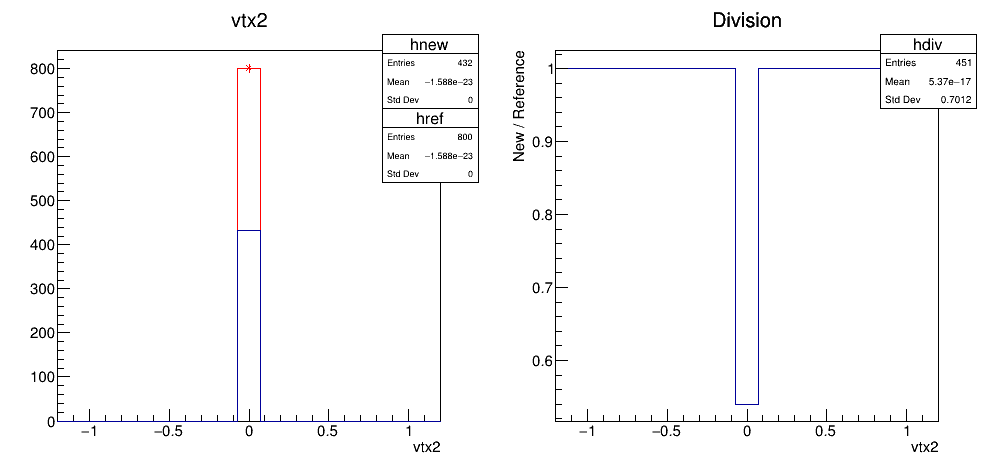 vtx2
hnew
Entries 432
Mean −1.588e−23
Std Dev 0
href
Entries 800
Mean −1.588e−23
Std Dev 0
800
700
600
500
400
300
200
100
0
−1 −0.5 0 0.5 1
vtx2
Division
hdiv
Entries 451
Mean 5.37e−17
Std Dev 0.7012
New / Reference
1
0.9
0.8
0.7
0.6
−1 −0.5 0 0.5 1
vtx2